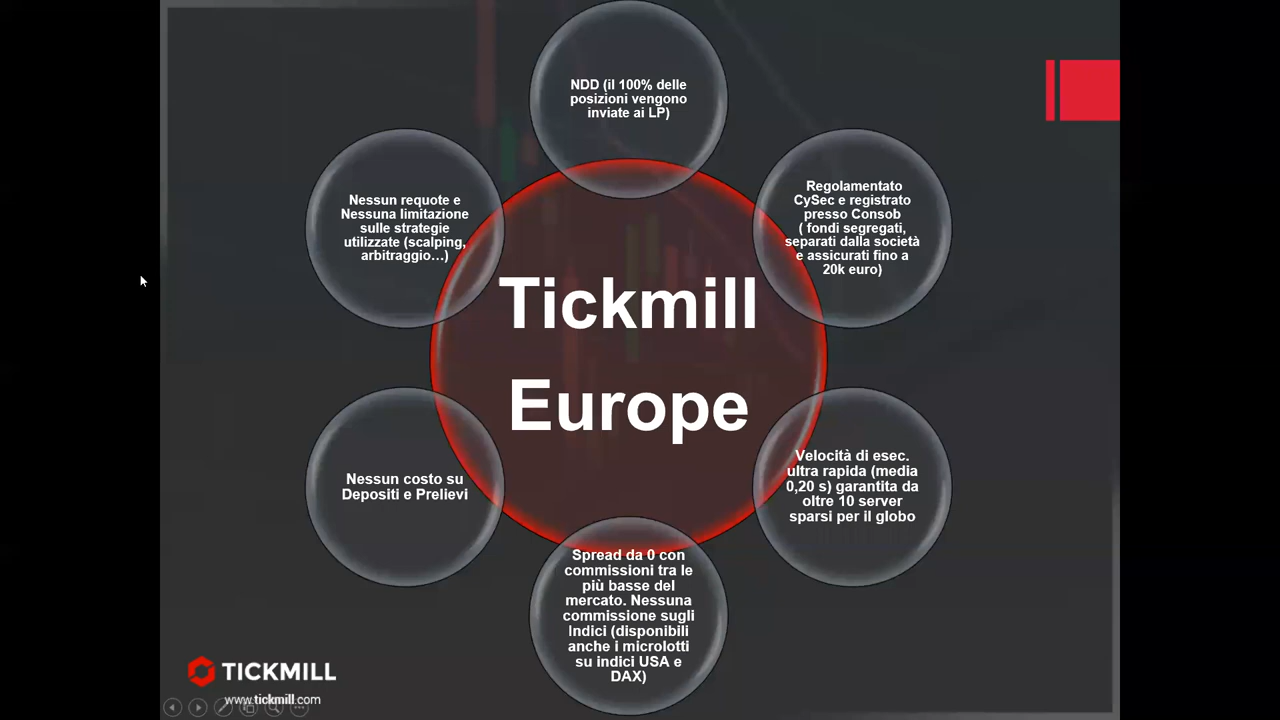 NDD (il 100% delle
posizioni vengono
inviate ai LP)
Regolamentato
CySec e registrato
presso Consob
( fondi segregati,
separati dalla società
e assicurati fino a
20k euro)
Velocità di esec.
ultra rapida (media
0,20 s) garantita da
oltre 10 server
sparsi per il globo
Spread da 0 con
commissioni tra le
più basse del
mercato. Nessuna
commissione sugli
Indici (disponibili
anche i microlotti
su indici USA e
DAX)
Nessun costo su
Depositi e Prelievi
Nessun requote e
Nessuna limitazione
sulle strategie
utilizzate (scalping,
arbitraggio...)
Tickmill
Europe
TICKMILL
www.tickmill.com